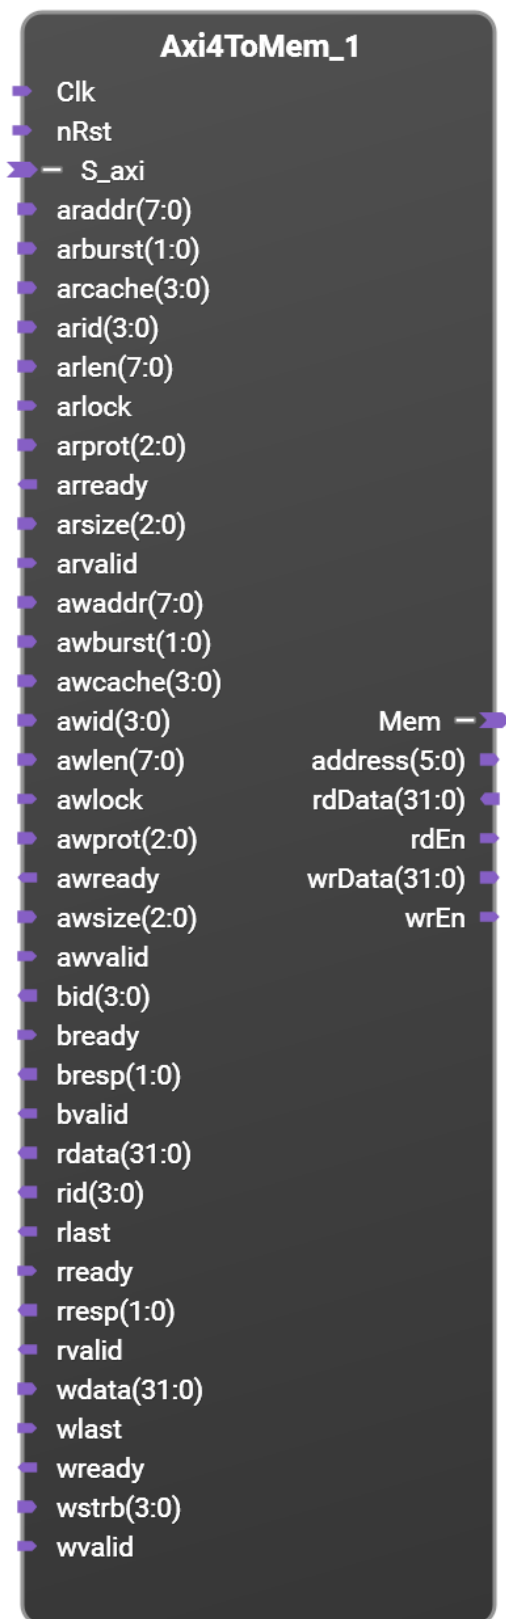 Axi4ToMem_1
Clk
nRst
S_axi
araddr(7:0)
arburst(1:0)
arcache(3:0)
arid(3:0)
arlen(7:0)
arlock
arprot(2:0)
arready
arsize(2:0)
arvalid
awaddr(7:0)
awburst(1:0)
awcache(3:0)
awid(3:0)
awlen(7:0)
awlock
awprot(2:0)
awready
awsize(2:0)
awvalid
bid(3:0)
bready
bresp(1:0)
bvalid
rdata(31:0)
rid(3:0)
rlast
rready
rresp(1:0)
rvalid
wdata(31:0)
wlast
wready
wstrb(3:0)
wvalid
Mem
address(5:0)
rdData(31:0)
rdEn
wrData(31:0)
wrEn